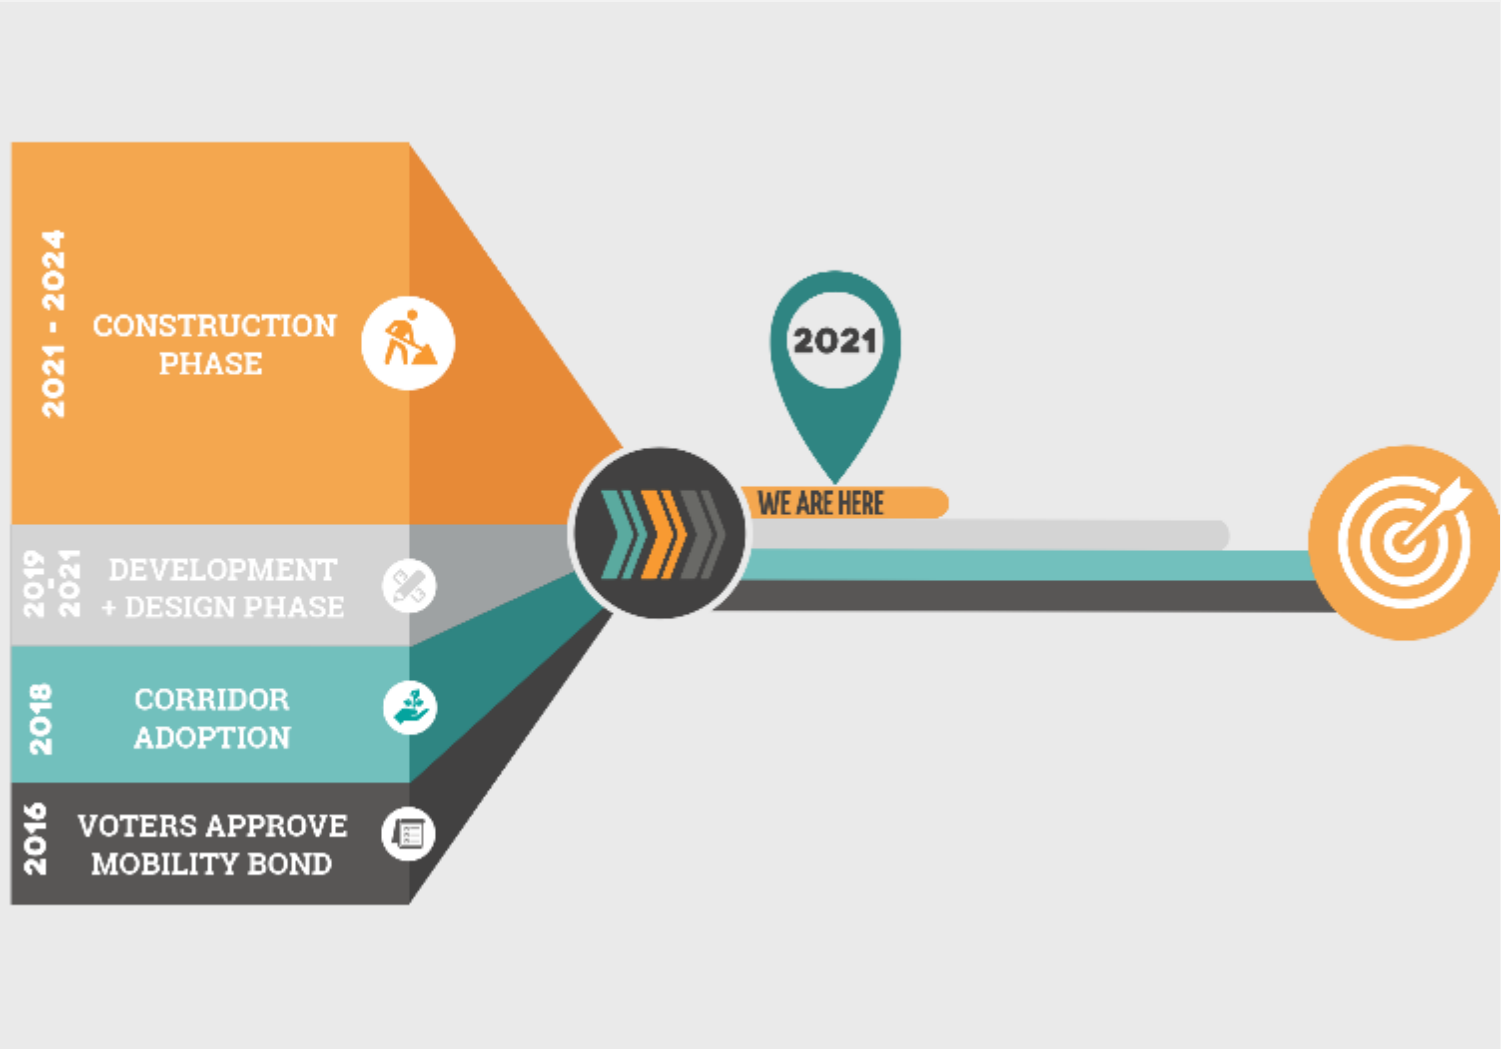 2021 - 2024
CONSTRUCTION
PHASE
2019
-
2021
DEVELOPMENT
+ DESIGN PHASE
2018
CORRIDOR
ADOPTION
2016
VOTERS APPROVE
MOBILITY BOND
2021
WE ARE HERE